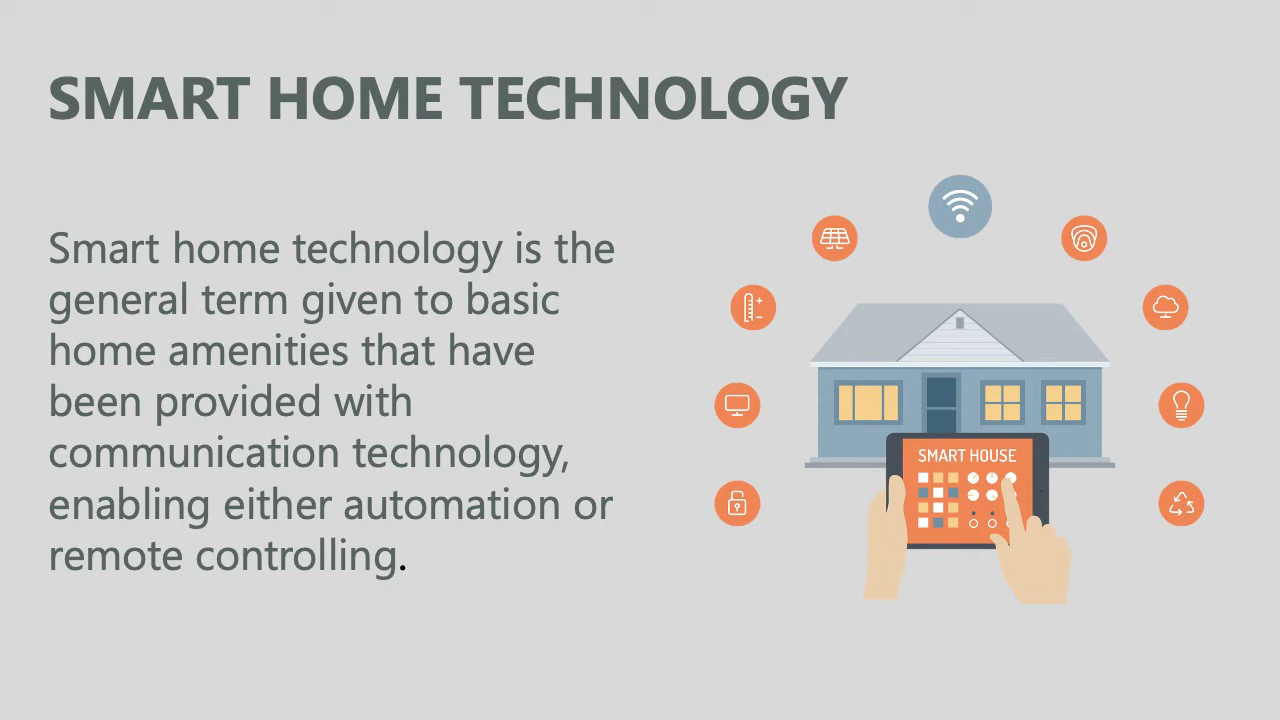 SMART HOME TECHNOLOGY
Smart home technology is the
general term given to basic
home amenities that have
been provided with
communication technology,
enabling either automation or
remote controlling.
SMART HOUSE